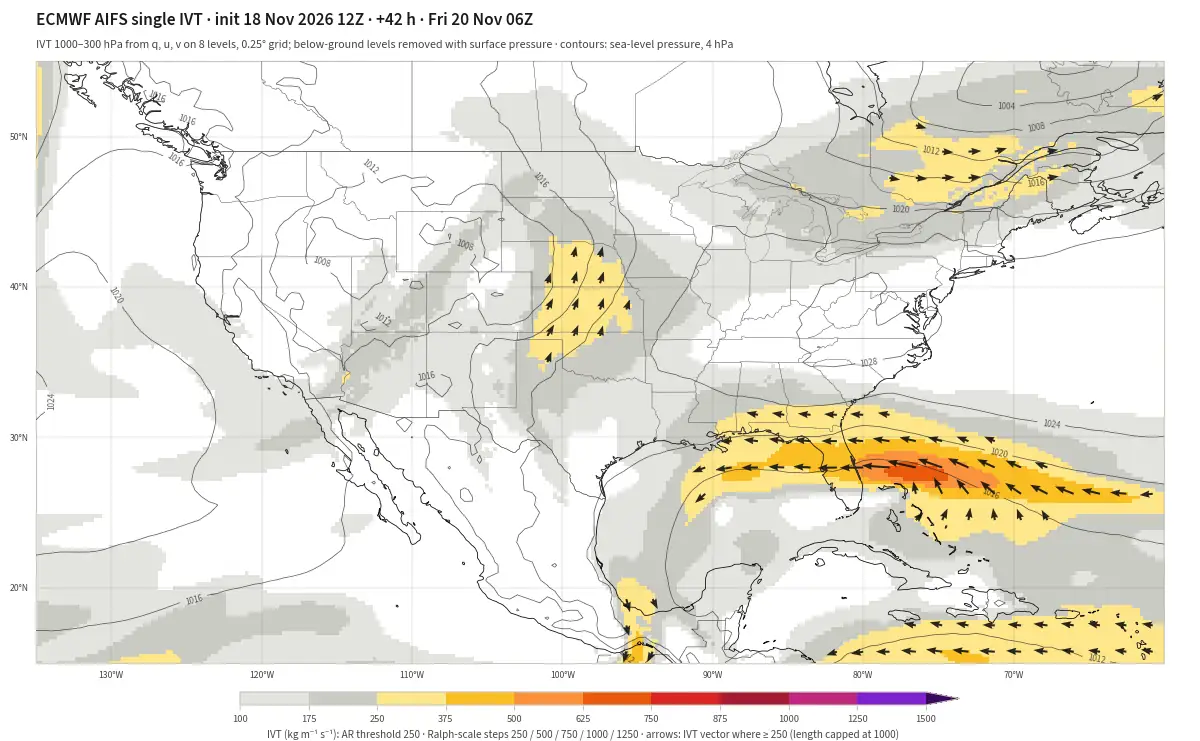 ECMWF AIFS single IVT · init 18 Nov 2026 12Z · +42 h · Fri 20 Nov 06Z
IVT 1000–300 hPa from q, u, v on 8 levels, 0.25° grid; below-ground levels removed with surface pressure · contours: sea-level pressure, 4 hPa
1016
1004
1016
1008
50°N
1012
1016
1012
1016
1016
1020
1008
1008
40°N
1020
1012
1028
1016
1024
1024
30°N
1020
1016
20°N
1016
1012
130°W 120°W 110°W 100°W 90°W 80°W 70°W
100 175 250 375 500 625 750 875 1000 1250 1500
IVT (kg m⁻¹ s⁻¹): AR threshold 250 · Ralph-scale steps 250 / 500 / 750 / 1000 / 1250 · arrows: IVT vector where ≥ 250 (length capped at 1000)